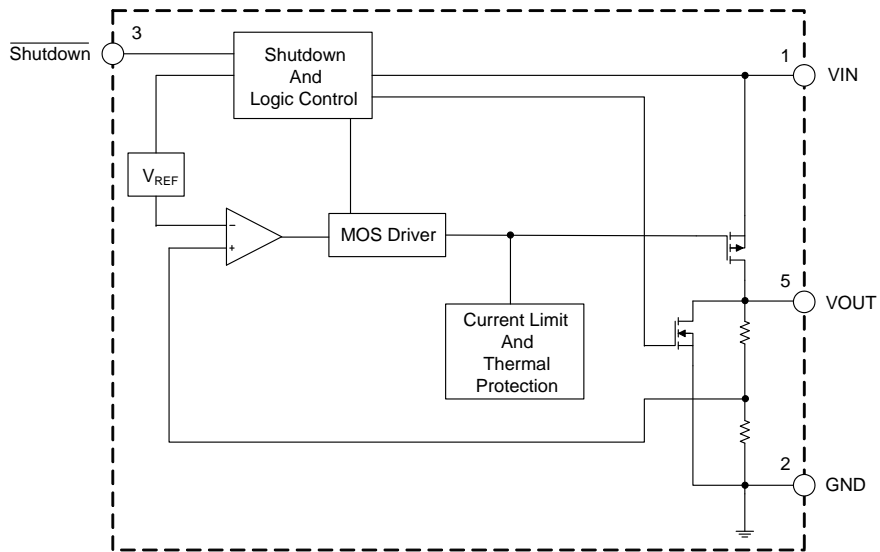 Shutdown
3
Shutdown
And
Logic Control
1
VIN
VREF
−
+
MOS Driver
5
VOUT
Current Limit
And
Thermal
Protection
2
GND